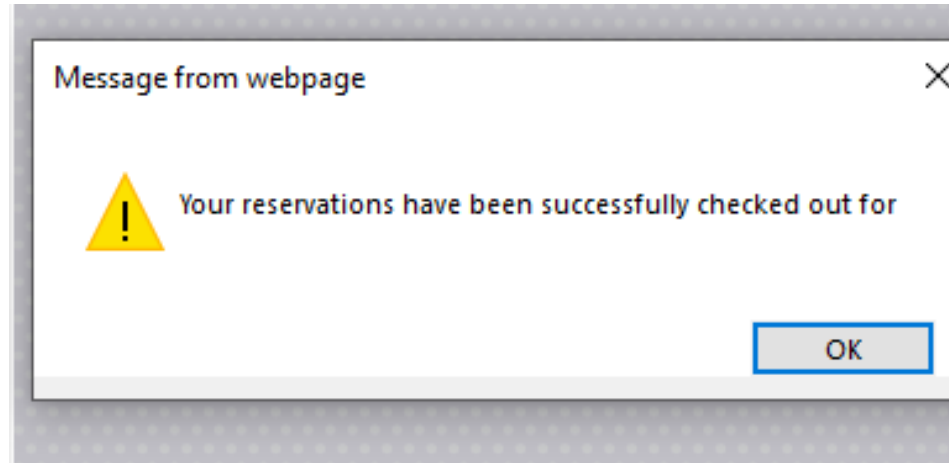 Message from webpage
Your reservations have been successfully checked out for
OK